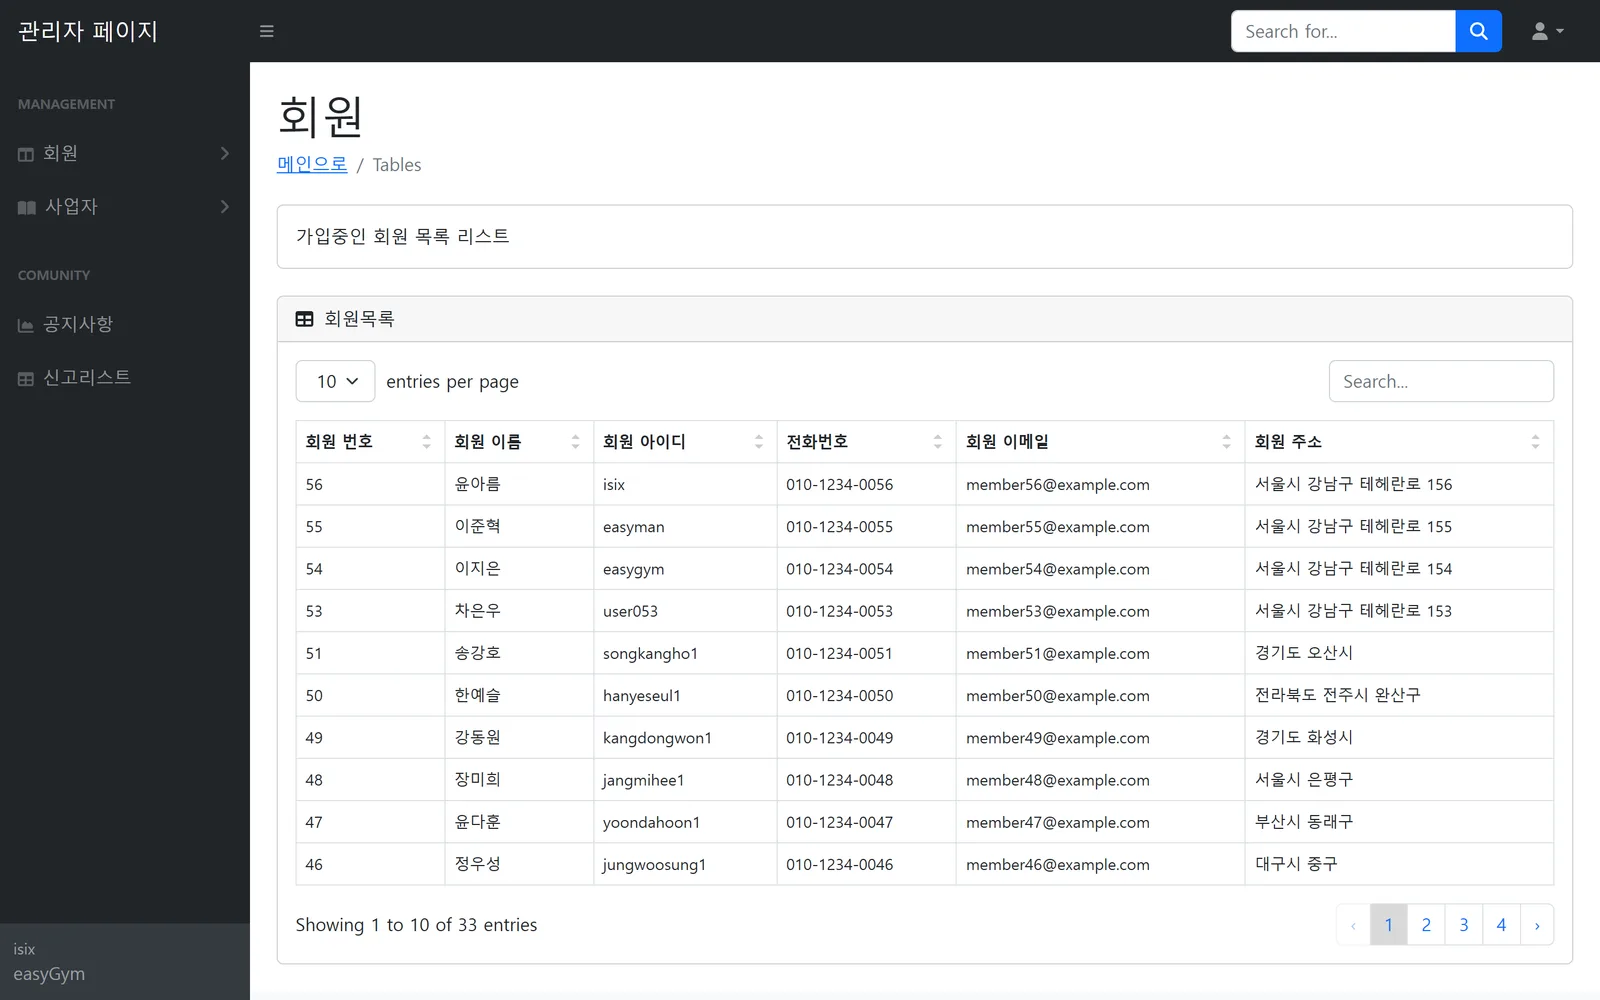 관리자 페이지
Search for...
MANAGEMENT
회원
사업자
COMUNITY
공지사항
신고리스트
isix
easyGym
회원
메인으로 / Tables
가입중인 회원 목록 리스트
회원목록
10 entries per page
Search...
회원 번호 회원 이름 회원 아이디 전화번호 회원 이메일 회원 주소
56 윤아름 isix 010-1234-0056 member56@example.com 서울시 강남구 테헤란로 156
55 이준혁 easyman 010-1234-0055 member55@example.com 서울시 강남구 테헤란로 155
54 이지은 easygym 010-1234-0054 member54@example.com 서울시 강남구 테헤란로 154
53 차은우 user053 010-1234-0053 member53@example.com 서울시 강남구 테헤란로 153
51 송강호 songkangho1 010-1234-0051 member51@example.com 경기도 오산시
50 한예슬 hanyeseul1 010-1234-0050 member50@example.com 전라북도 전주시 완산구
49 강동원 kangdongwon1 010-1234-0049 member49@example.com 경기도 화성시
48 장미희 jangmihee1 010-1234-0048 member48@example.com 서울시 은평구
47 윤다훈 yoondahoon1 010-1234-0047 member47@example.com 부산시 동래구
46 정우성 jungwoosung1 010-1234-0046 member46@example.com 대구시 중구
Showing 1 to 10 of 33 entries
‹ 1 2 3 4 ›